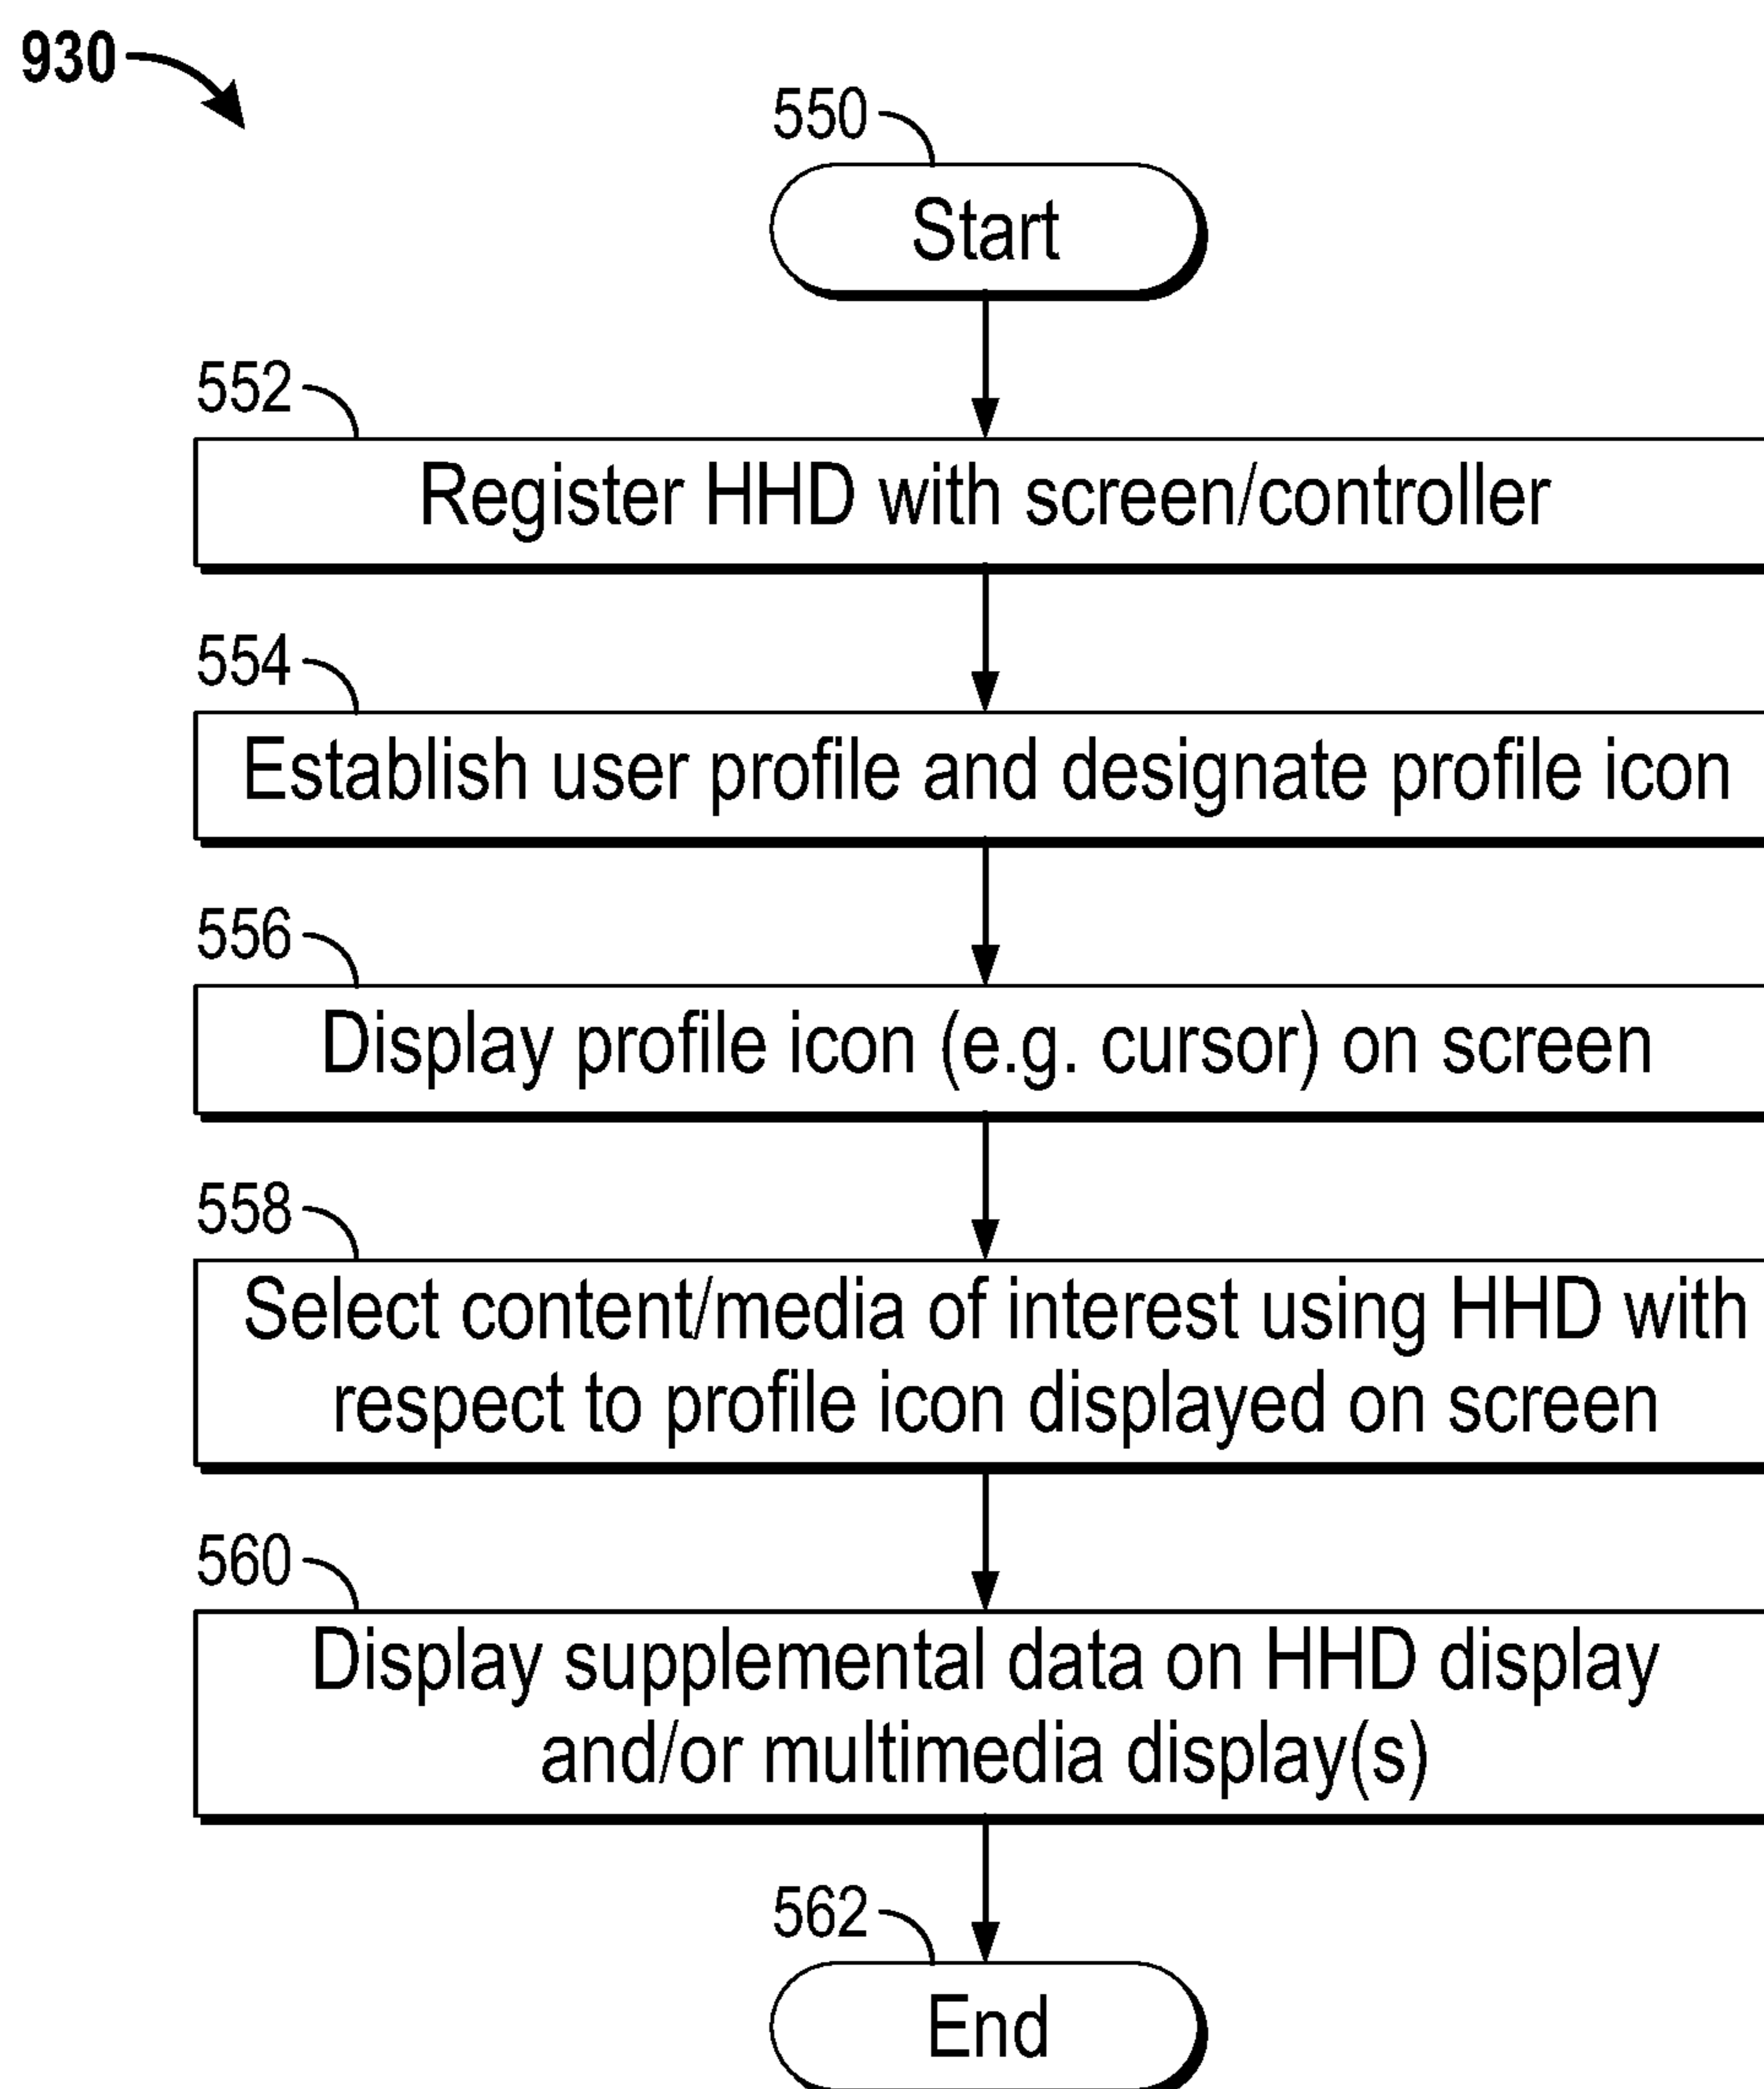 930
550
Start
552
Register HHD with screen/controller
554
Establish user profile and designate profile icon
556
Display profile icon (e.g. cursor) on screen
558
Select content/media of interest using HHD with
respect to profile icon displayed on screen
560
Display supplemental data on HHD display
and/or multimedia display(s)
562
End